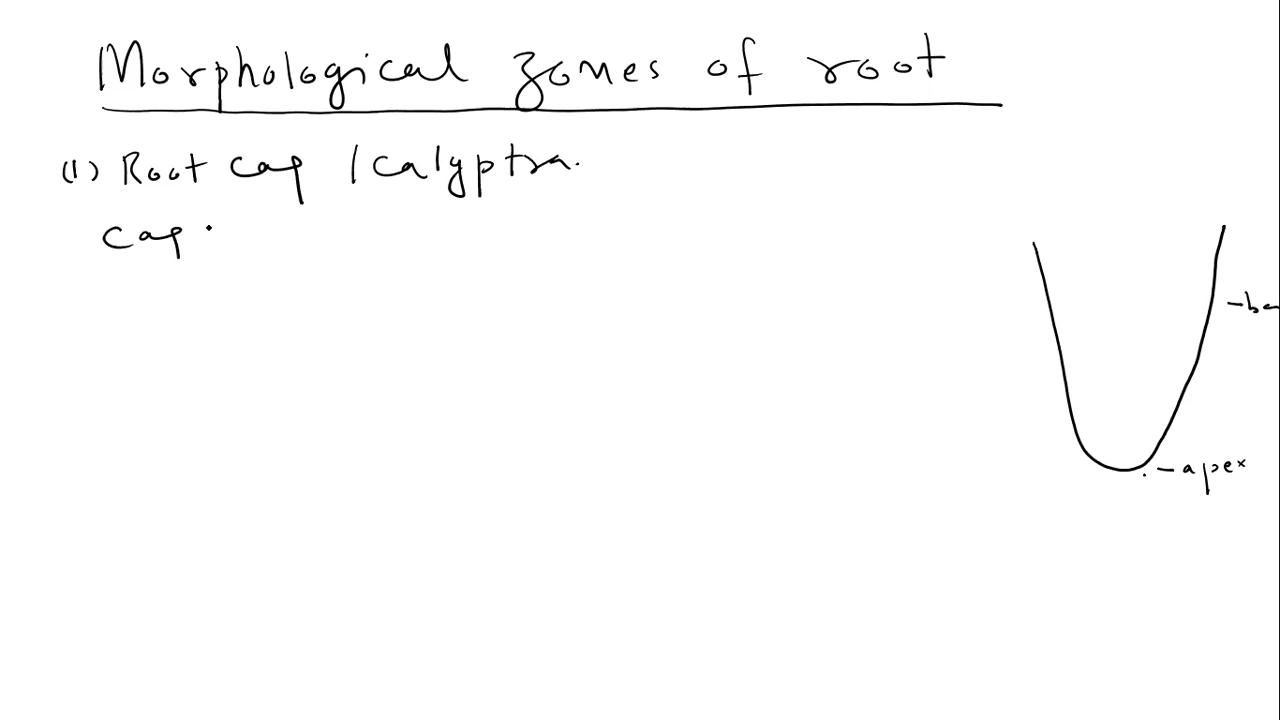 Morphological zones of root
(1) Root cap / Calyptra.
Cap
- apex